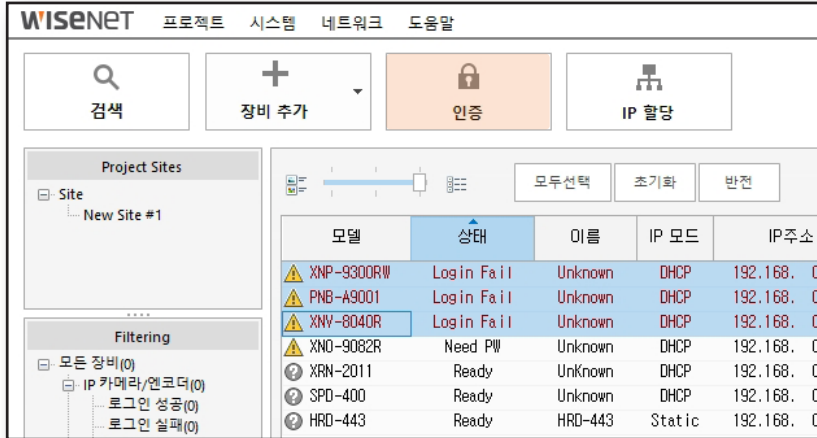 WISENET 프로젝트 시스템 네트워크 도움말
검색 장비 추가 인증 IP 할당
Project Sites
Site
New Site #1
모두선택 초기화 반전
모델 상태 이름 IP 모드 IP주소
XNP-9300RW Login Fail Unknown DHCP 192.168. 0
PNB-A9001 Login Fail Unknown DHCP 192.168. 0
XNV-8040R Login Fail Unknown DHCP 192.168. 0
XNO-9082R Need PW Unknown DHCP 192.168. 0
XRN-2011 Ready UnKnown DHCP 192.168. 0
SPD-400 Ready Unknown DHCP 192.168. 0
HRD-443 Ready HRD-443 Static 192.168. 0
Filtering
모든 장비(0)
IP 카메라/엔코더(0)
로그인 성공(0)
로그인 실패(0)